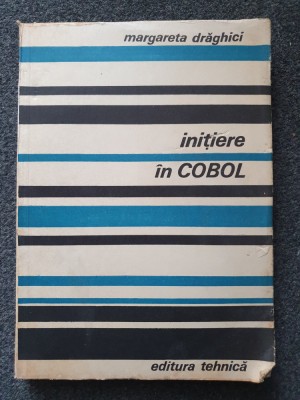 margareta drăghici
inițiere
în COBOL
editura tehnică